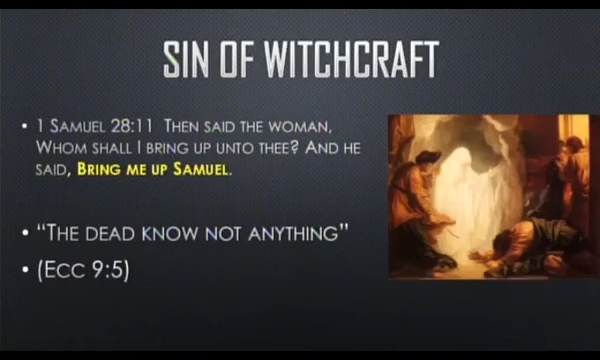 SIN OF WITCHCRAFT
• 1 SAMUEL 28:11 THEN SAID THE WOMAN,
WHOM SHALL I BRING UP UNTO THEE? AND HE
SAID, BRING ME UP SAMUEL.
• “THE DEAD KNOW NOT ANYTHING”
• (ECC 9:5)